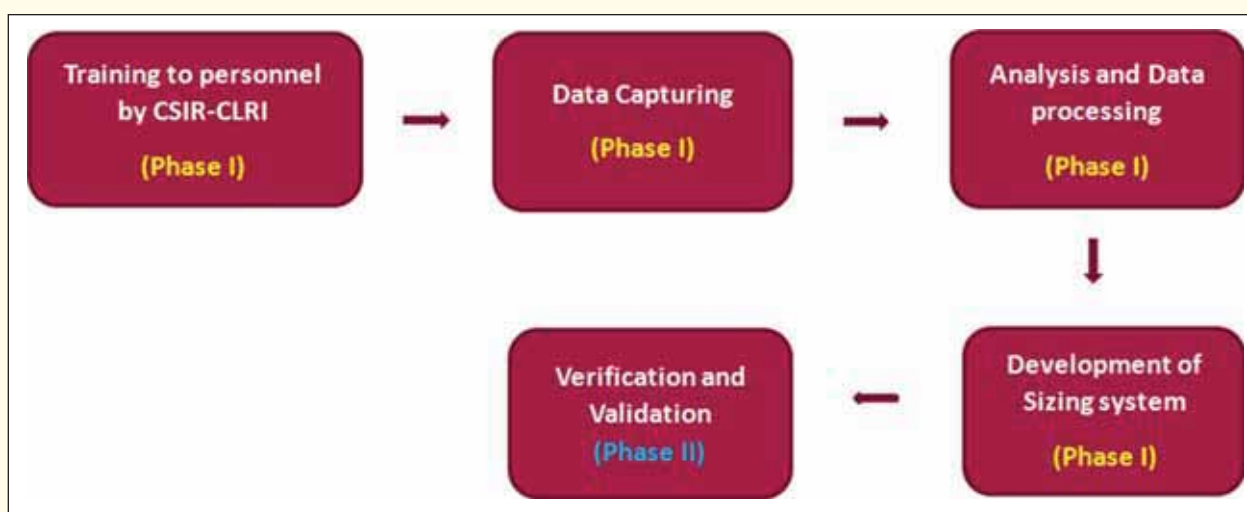 Training to personnel
by CSIR-CLRI
(Phase I)
Data Capturing
(Phase I)
Analysis and Data
processing
(Phase I)
Development of
Sizing system
(Phase I)
Verification and
Validation
(Phase II)